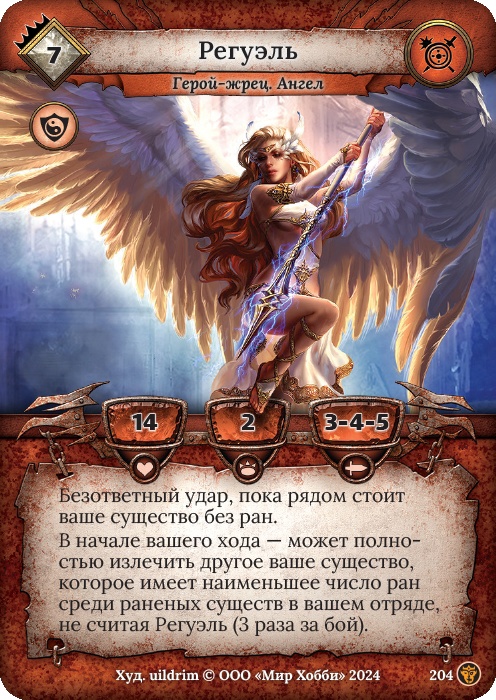 7
Регуэль
Герой-жрец. Ангел
14
2
3-4-5
Безответный удар, пока рядом стоит
ваше существо без ран.
В начале вашего хода — может полно-
стью излечить другое ваше существо,
которое имеет наименьшее число ран
среди раненых существ в вашем отряде,
не считая Регуэль (3 раза за бой).
Худ. uildrim © ООО «Мир Хобби» 2024
204